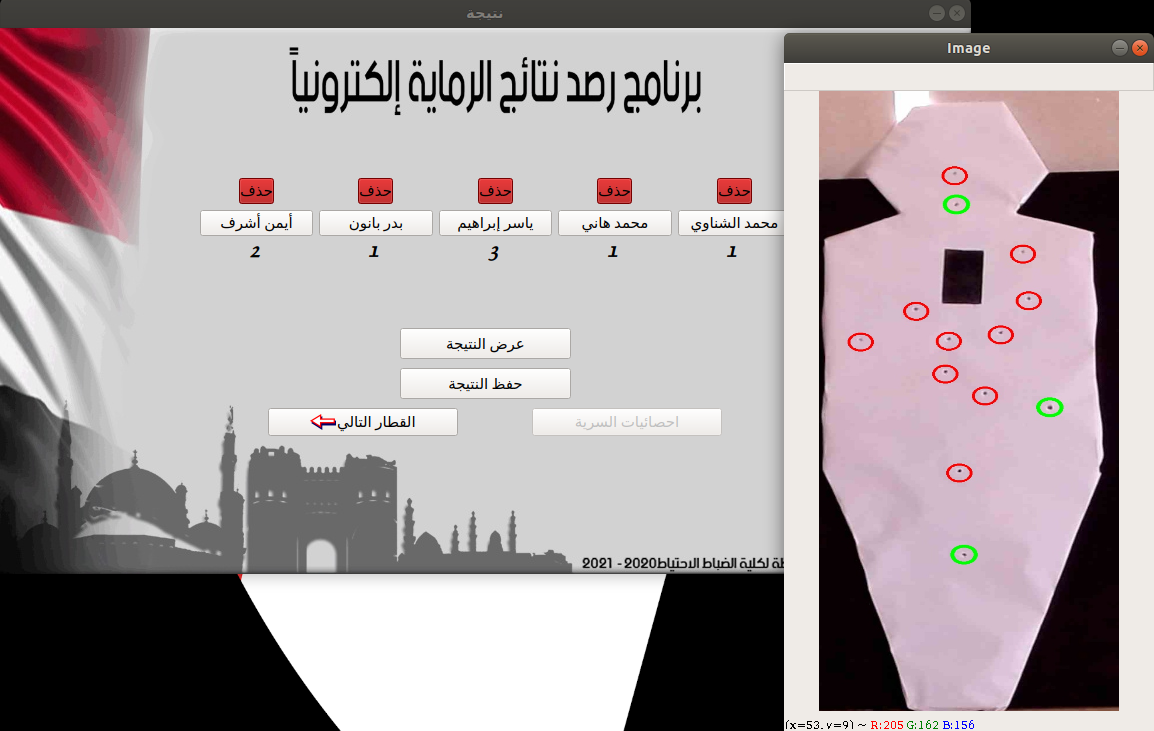 نتيجة
برنامج رصد نتائج الرماية إلكترونياً
حذف حذف حذف حذف حذف
محمد الشناوي محمد هاني ياسر إبراهيم بدر بانون أيمن أشرف
1 1 3 1 2
عرض النتيجة
حفظ النتيجة
احصائيات السرية القطار التالي
لكلية الضباط الاحتياط2020 - 2021
Image
(x=53, y=9) ~ R:205 G:162 B:156